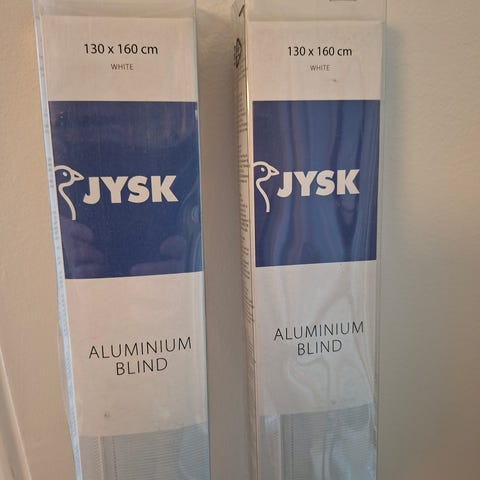 130 x 160 cm
WHITE
JYSK
ALUMINIUM
BLIND
130 x 160 cm
WHITE
JYSK
ALUMINIUM
BLIND